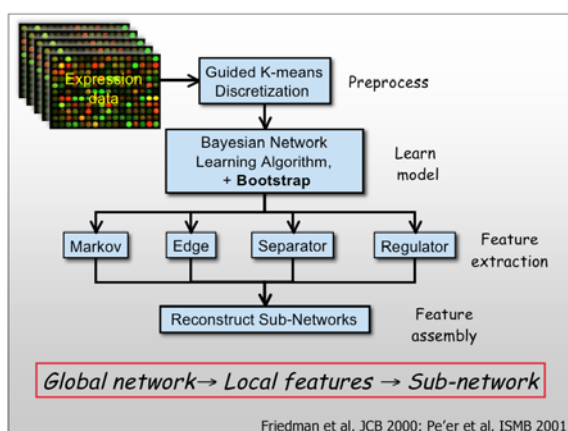 Expression
data
Guided K-means
Discretization
Preprocess
Bayesian Network
Learning Algorithm,
+ Bootstrap
Learn
model
Markov
Edge
Separator
Regulator
Feature
extraction
Reconstruct Sub-Networks
Feature
assembly
Global network→ Local features → Sub-network
Friedman et al. JCB 2000; Pe'er et al. ISMB 2001